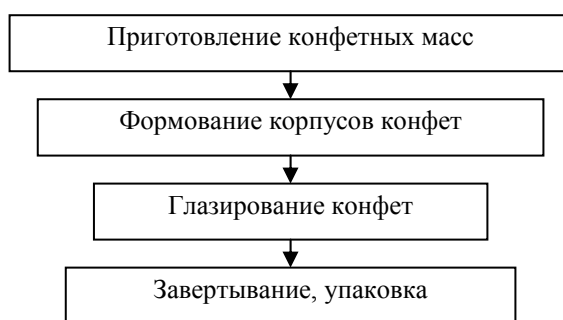 Приготовление конфетных масс
Формование корпусов конфет
Глазирование конфет
Завертывание, упаковка